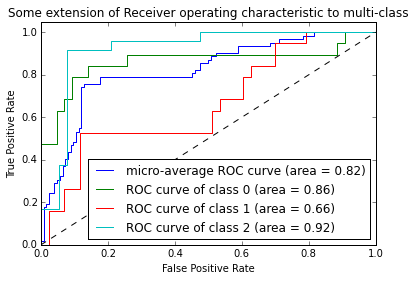 Some extension of Receiver operating characteristic to multi-class
True Positive Rate
1.0
0.8
0.6
0.4
0.2
0.0
micro-average ROC curve (area = 0.82)
ROC curve of class 0 (area = 0.86)
ROC curve of class 1 (area = 0.66)
ROC curve of class 2 (area = 0.92)
0.0 0.2 0.4 0.6 0.8 1.0
False Positive Rate